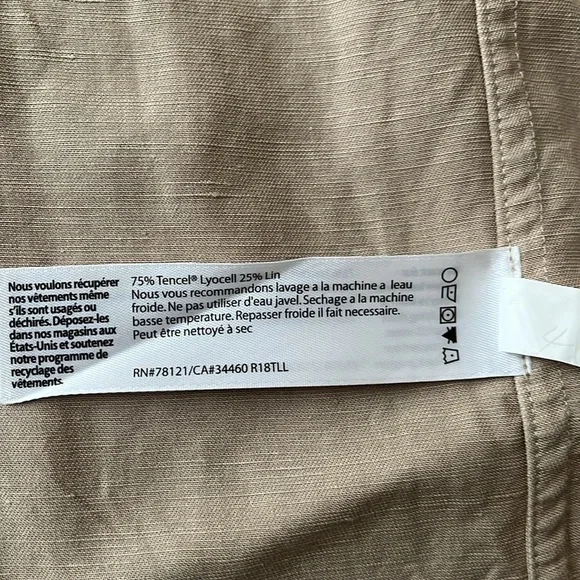 Nous voulons récupérer
nos vêtements même
s'ils sont usagés ou
déchirés. Déposez-les
dans nos magasins aux
États-Unis et soutenez
notre programme de
recyclage des
vêtements.
75% Tencel® Lyocell 25% Lin
Nous vous recommandons lavage a la machine a leau
froide. Ne pas utiliser d'eau javel. Sechage a la machine
basse temperature. Repasser froide il fait necessaire.
Peut être nettoyé à sec
RN#78121/CA#34460 R18TLL